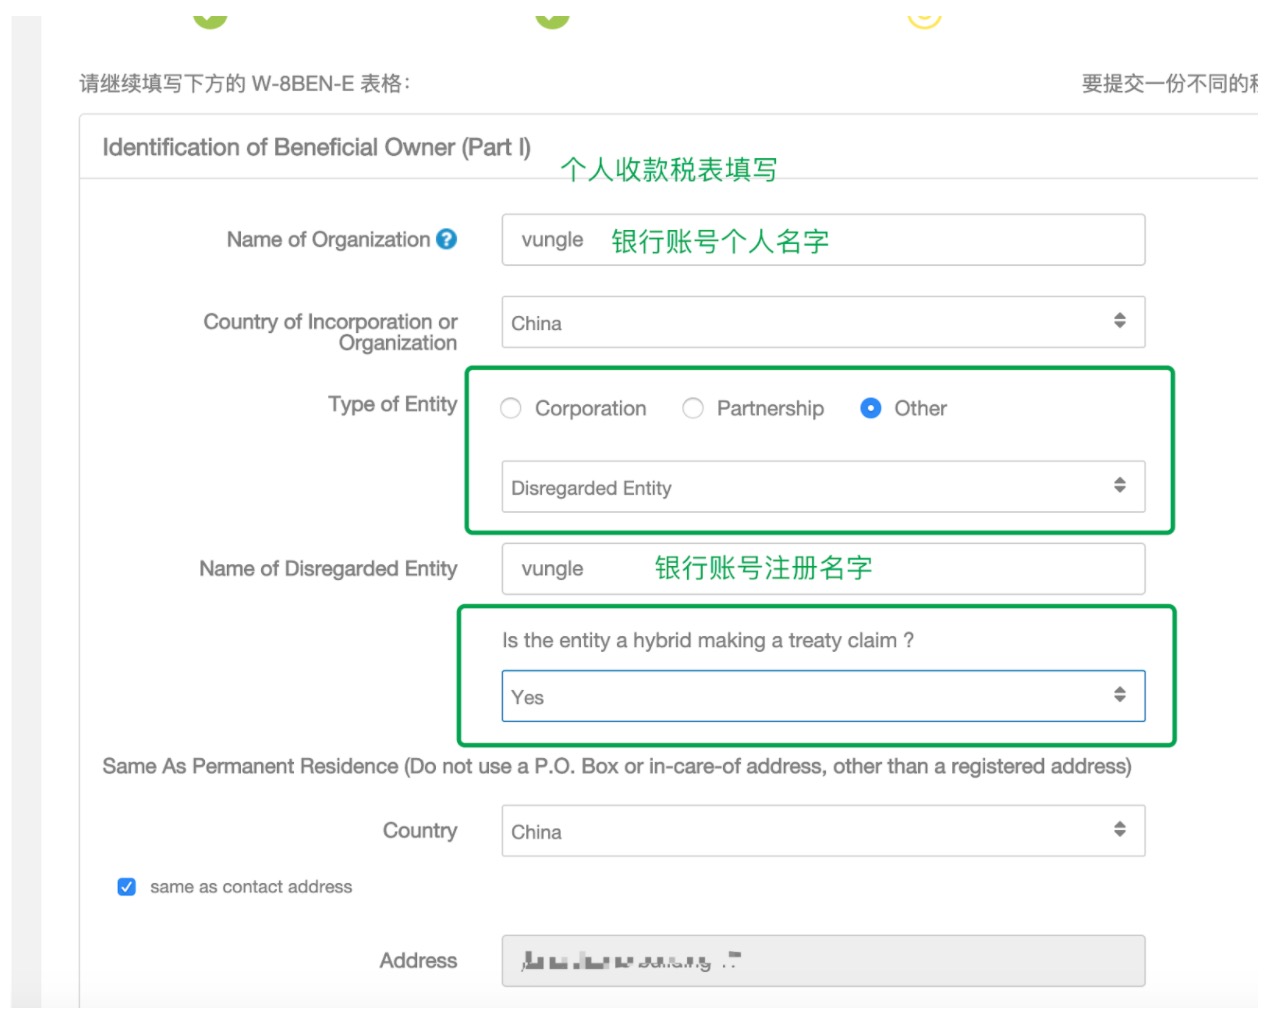 请继续填写下方的 W-8BEN-E 表格:
要提交一份不同的
Identification of Beneficial Owner (Part I)
个人收款税表填写
Name of Organization ?
vungle 银行账号个人名字
Country of Incorporation or
Organization
China
Type of Entity
Corporation Partnership Other
Disregarded Entity
Name of Disregarded Entity
vungle 银行账号注册名字
Is the entity a hybrid making a treaty claim ?
Yes
Same As Permanent Residence (Do not use a P.O. Box or in-care-of address, other than a registered address)
Country
China
same as contact address
Address
building